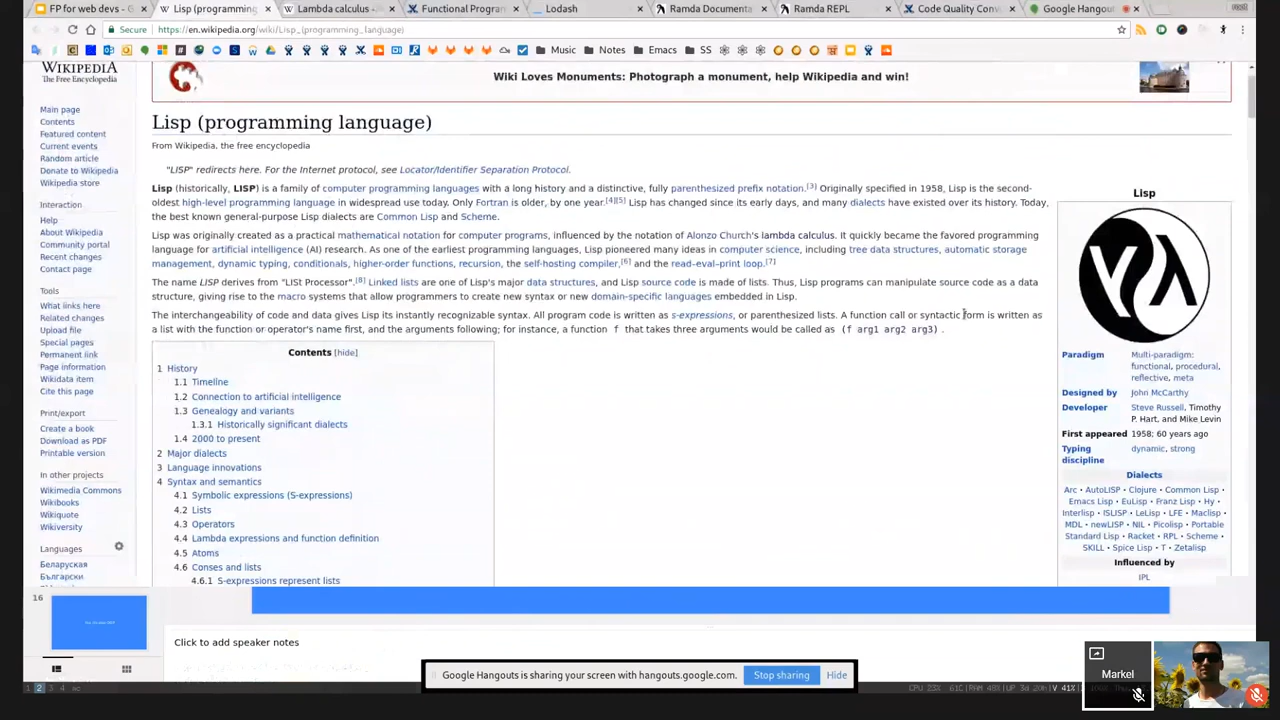 FP for web devs -
Lisp (programming
Lambda calculus -
Functional Progran
Lodash
Ramda Documenta
Ramda REPL
Code Quality Conv
Google Hangout
Secure
https://en.wikipedia.org/wiki/Lisp_(programming_language)
Music
Notes
Emacs
SS
WIKIPEDIA
The Free Encyclopedia
Wiki Loves Monuments: Photograph a monument, help Wikipedia and win!
Main page
Contents
Featured content
Current events
Random article
Donate to Wikipedia
Wikipedia store
Interaction
Help
About Wikipedia
Community portal
Recent changes
Contact page
Tools
What links here
Related changes
Upload file
Special pages
Permanent link
Page information
Wikidata item
Cite this page
Print/export
Create a book
Download as PDF
Printable version
In other projects
Wikimedia Commons
Wikibooks
Wikiquote
Wikiversity
Languages
Беларуская
Български
Lisp (programming language)
From Wikipedia, the free encyclopedia
"LISP" redirects here. For the Internet protocol, see Locator/Identifier Separation Protocol.
Lisp (historically, LISP) is a family of computer programming languages with a long history and a distinctive, fully parenthesized prefix notation.[3] Originally specified in 1958, Lisp is the second-
oldest high-level programming language in widespread use today. Only Fortran is older, by one year.[4][5] Lisp has changed since its early days, and many dialects have existed over its history. Today,
the best known general-purpose Lisp dialects are Common Lisp and Scheme.
Lisp was originally created as a practical mathematical notation for computer programs, influenced by the notation of Alonzo Church's lambda calculus. It quickly became the favored programming
language for artificial intelligence (AI) research. As one of the earliest programming languages, Lisp pioneered many ideas in computer science, including tree data structures, automatic storage
management, dynamic typing, conditionals, higher-order functions, recursion, the self-hosting compiler,[6] and the read–eval–print loop.[7]
The name LISP derives from "LISt Processor".[8] Linked lists are one of Lisp's major data structures, and Lisp source code is made of lists. Thus, Lisp programs can manipulate source code as a data
structure, giving rise to the macro systems that allow programmers to create new syntax or new domain-specific languages embedded in Lisp.
The interchangeability of code and data gives Lisp its instantly recognizable syntax. All program code is written as s-expressions, or parenthesized lists. A function call or syntactic form is written as
a list with the function or operator's name first, and the arguments following; for instance, a function f that takes three arguments would be called as (f arg1 arg2 arg3) .
Contents [hide]
1 History
1.1 Timeline
1.2 Connection to artificial intelligence
1.3 Genealogy and variants
1.3.1 Historically significant dialects
1.4 2000 to present
2 Major dialects
3 Language innovations
4 Syntax and semantics
4.1 Symbolic expressions (S-expressions)
4.2 Lists
4.3 Operators
4.4 Lambda expressions and function definition
4.5 Atoms
4.6 Conses and lists
4.6.1 S-expressions represent lists
Lisp
Paradigm Multi-paradigm:
functional, procedural,
reflective, meta
Designed by John McCarthy
Developer Steve Russell, Timothy
P. Hart, and Mike Levin
First appeared 1958; 60 years ago
Typing dynamic, strong
discipline
Dialects
Arc • AutoLISP • Clojure • Common Lisp •
Emacs Lisp • EuLisp • Franz Lisp • Hy •
Interlisp • ISLISP • LeLisp • LFE • Maclisp •
MDL • newLISP • NIL • Picolisp • Portable
Standard Lisp • Racket • RPL • Scheme •
SKILL • Spice Lisp • T • Zetalisp
Influenced by
IPL
16
Click to add speaker notes
Google Hangouts is sharing your screen with hangouts.google.com.
Stop sharing
Hide
Markel
1 2 3 4